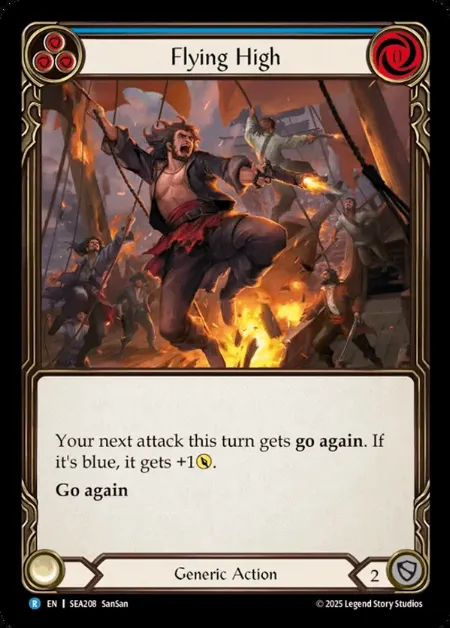 Flying High
0
Your next attack this turn gets go again. If
it's blue, it gets +1.
Go again
Generic Action
2
R EN | SEA208 SanSan
© 2025 Legend Story Studios